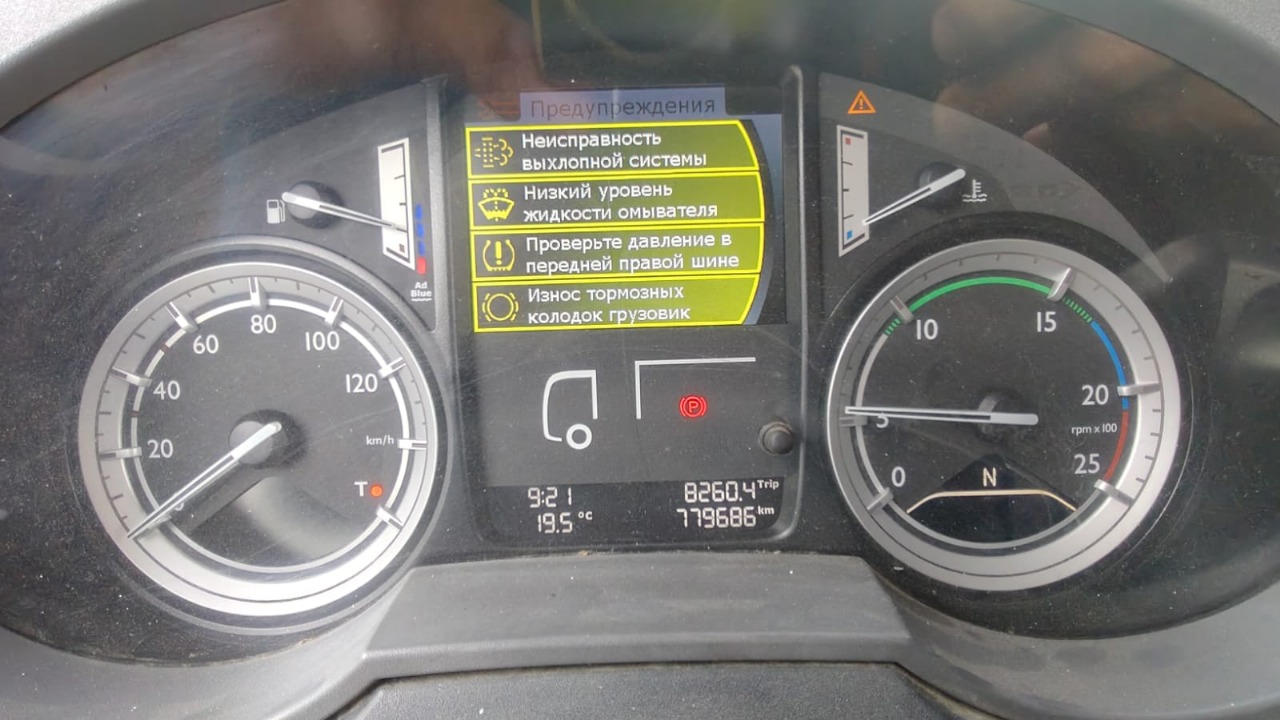 Предупреждения
Неисправность
выхлопной системы
Низкий уровень
жидкости омывателя
Проверьте давление в
передней правой шине
Износ тормозных
колодок грузовик
Ad
Blue
20
40
60
80
100
120
km/h
T
P
9:21
8260.4 Trip
19.5 °C
779686 km
0
5
10
15
20
25
rpm x 100
N